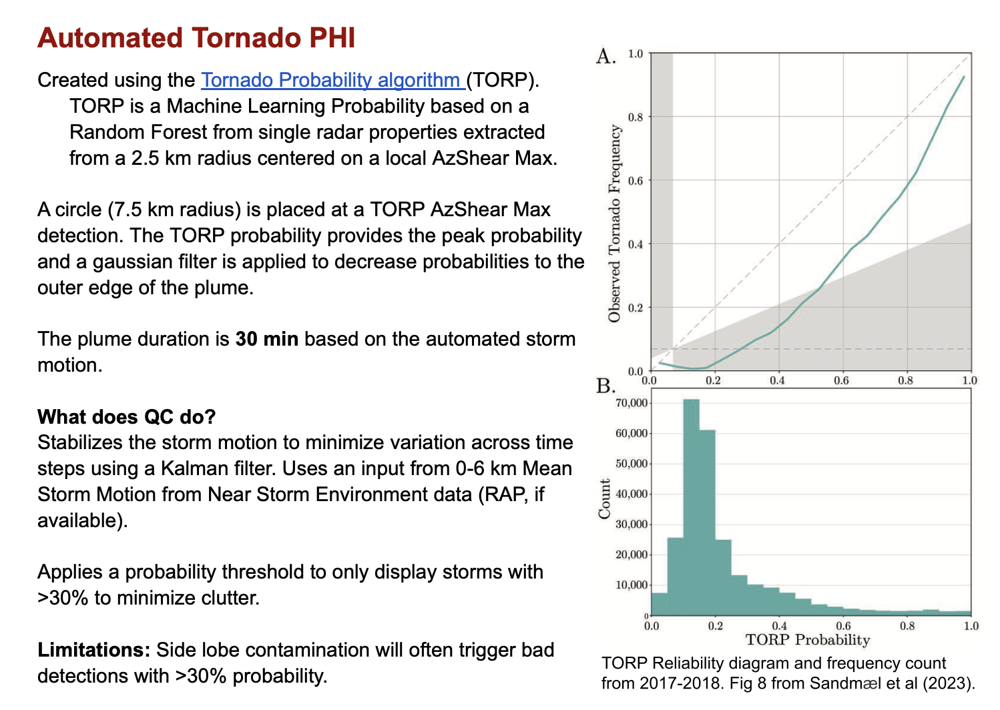 Automated Tornado PHI
Created using the Tornado Probability algorithm (TORP).
TORP is a Machine Learning Probability based on a
Random Forest from single radar properties extracted
from a 2.5 km radius centered on a local AzShear Max.
A circle (7.5 km radius) is placed at a TORP AzShear Max
detection. The TORP probability provides the peak probability
and a gaussian filter is applied to decrease probabilities to the
outer edge of the plume.
The plume duration is 30 min based on the automated storm
motion.
What does QC do?
Stabilizes the storm motion to minimize variation across time
steps using a Kalman filter. Uses an input from 0-6 km Mean
Storm Motion from Near Storm Environment data (RAP, if
available).
Applies a probability threshold to only display storms with
>30% to minimize clutter.
Limitations: Side lobe contamination will often trigger bad
detections with >30% probability.
A.
Observed Tornado Frequency
1.0
0.8
0.6
0.4
0.2
0.0
0.0 0.2 0.4 0.6 0.8 1.0
B.
Count
70,000
60,000
50,000
40,000
30,000
20,000
10,000
0
0.0 0.2 0.4 0.6 0.8 1.0
TORP Probability
TORP Reliability diagram and frequency count
from 2017-2018. Fig 8 from Sandmæl et al (2023).